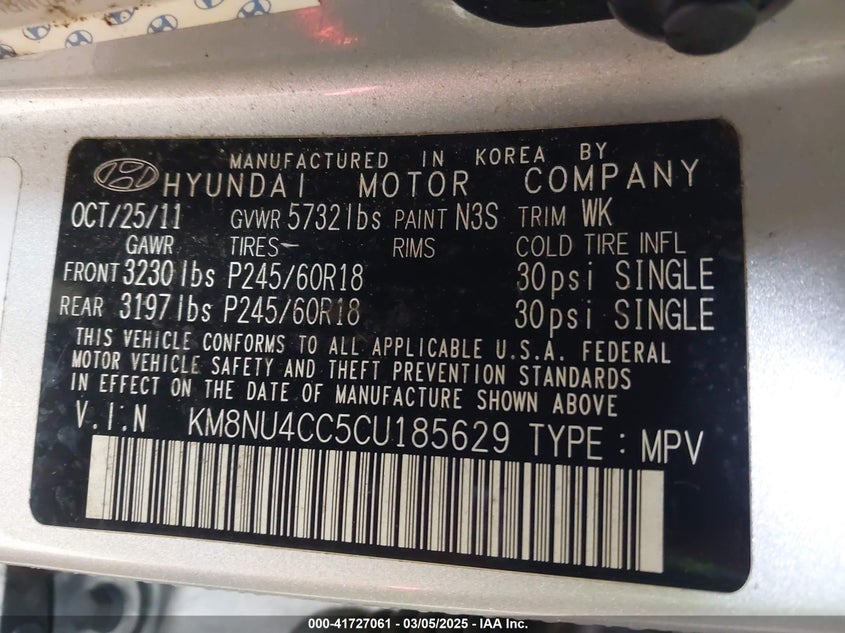 MANUFACTURED IN KOREA BY
HYUNDAI MOTOR COMPANY
OCT/25/11 GVWR 5732lbs PAINT N3S TRIM WK
GAWR TIRES- RIMS COLD TIRE INFL
FRONT 3230lbs P245/60R18 30psi SINGLE
REAR 3197lbs P245/60R18 30psi SINGLE
THIS VEHICLE CONFORMS TO ALL APPLICABLE U.S.A. FEDERAL
MOTOR VEHICLE SAFETY AND THEFT PREVENTION STANDARDS
IN EFFECT ON THE DATE OF MANUFACTURE SHOWN ABOVE
V.I.N KM8NU4CC5CU185629 TYPE : MPV
000-41727061 - 03/05/2025 - IAAI Inc.